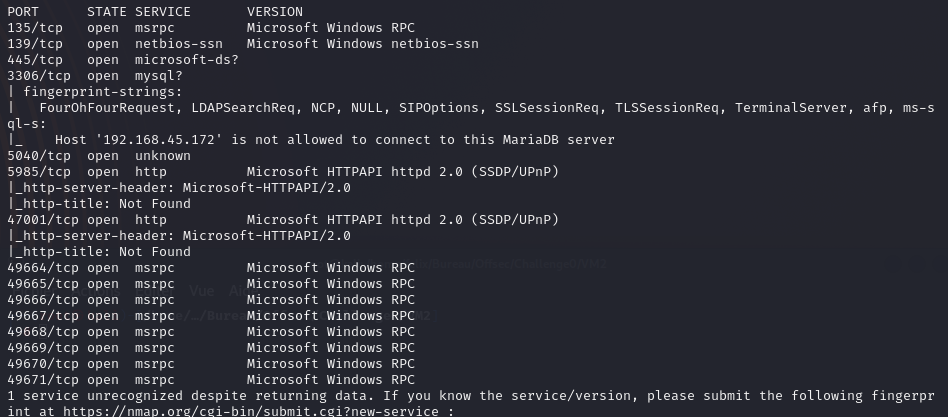 PORT      STATE SERVICE       VERSION
135/tcp   open  msrpc         Microsoft Windows RPC
139/tcp   open  netbios-ssn   Microsoft Windows netbios-ssn
445/tcp   open  microsoft-ds?
3306/tcp  open  mysql?
| fingerprint-strings:
|   FourOhFourRequest, LDAPSearchReq, NCP, NULL, SIPOptions, SSLSessionReq, TLSSessionReq, TerminalServer, afp, ms-s
ql-s:
|_    Host '192.168.45.172' is not allowed to connect to this MariaDB server
5040/tcp  open  unknown
5985/tcp  open  http          Microsoft HTTPAPI httpd 2.0 (SSDP/UPnP)
|_http-server-header: Microsoft-HTTPAPI/2.0
|_http-title: Not Found
47001/tcp open  http          Microsoft HTTPAPI httpd 2.0 (SSDP/UPnP)
|_http-server-header: Microsoft-HTTPAPI/2.0
|_http-title: Not Found
49664/tcp open  msrpc         Microsoft Windows RPC
49665/tcp open  msrpc         Microsoft Windows RPC
49666/tcp open  msrpc         Microsoft Windows RPC
49667/tcp open  msrpc         Microsoft Windows RPC
49668/tcp open  msrpc         Microsoft Windows RPC
49669/tcp open  msrpc         Microsoft Windows RPC
49670/tcp open  msrpc         Microsoft Windows RPC
49671/tcp open  msrpc         Microsoft Windows RPC
1 service unrecognized despite returning data. If you know the service/version, please submit the following fingerpr
int at https://nmap.org/cgi-bin/submit.cgi?new-service :